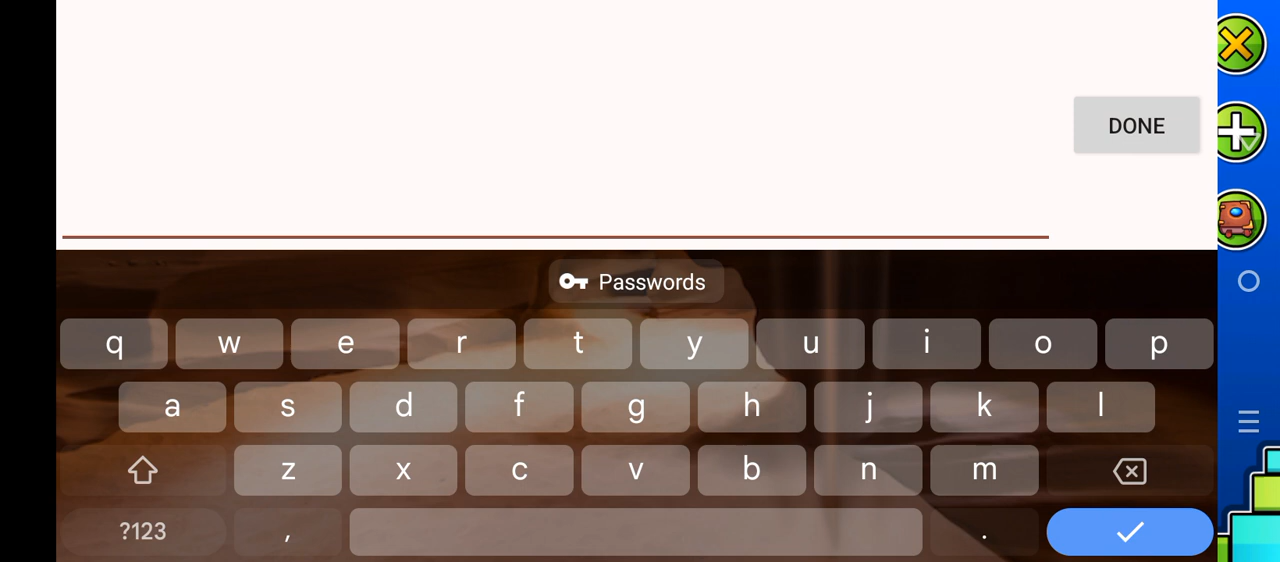 DONE
Passwords
q w e r t y u i o p
a s d f g h j k l
z x c v b n m
?123 , .